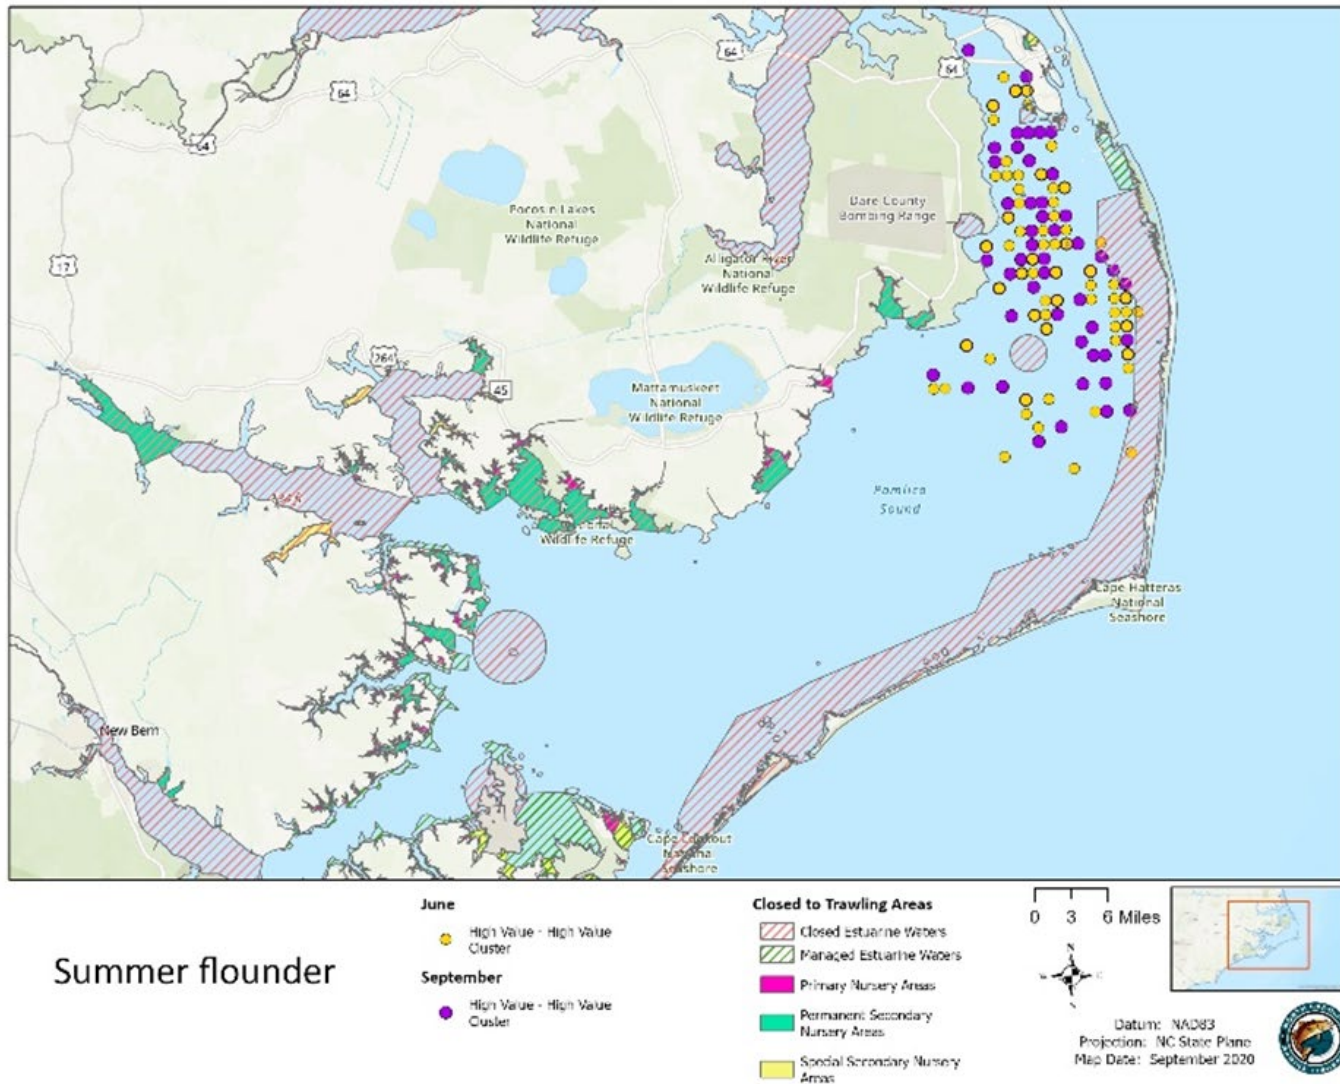 64
64
64
64
Pocosin Lakes
National
Wildlife Refuge
Dare County
Bombing Range
17
Alligator River
National
Wildlife Refuge
264
45
Mattamuskeet
National
Wildlife Refuge
Pamlico
Sound
Wildlife Refuge
Cape Hatteras
National
Seashore
New Bern
Cape Lookout
National
Seashore
Summer flounder
June
High Value - High Value
Cluster
September
High Value - High Value
Cluster
Closed to Trawling Areas
Closed Estuarine Waters
Managed Estuarine Waters
Primary Nursery Areas
Permanent Secondary
Nursery Areas
Special Secondary Nursery
Areas
0 3 6 Miles
N
Datum: NAD83
Projection: NC State Plane
Map Date: September 2020